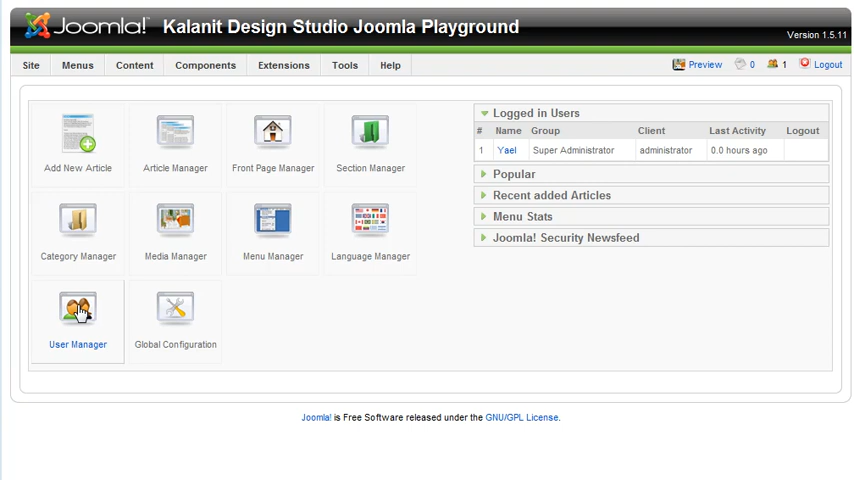 Joomla!® Kalanit Design Studio Joomla Playground
Version 1.5.11
Site Menus Content Components Extensions Tools Help
Preview 0 1 Logout
Add New Article Article Manager Front Page Manager Section Manager
Category Manager Media Manager Menu Manager Language Manager
User Manager Global Configuration
Logged in Users
# Name Group Client Last Activity Logout
1 Yael Super Administrator administrator 0.0 hours ago
Popular
Recent added Articles
Menu Stats
Joomla! Security Newsfeed
Joomla! is Free Software released under the GNU/GPL License.